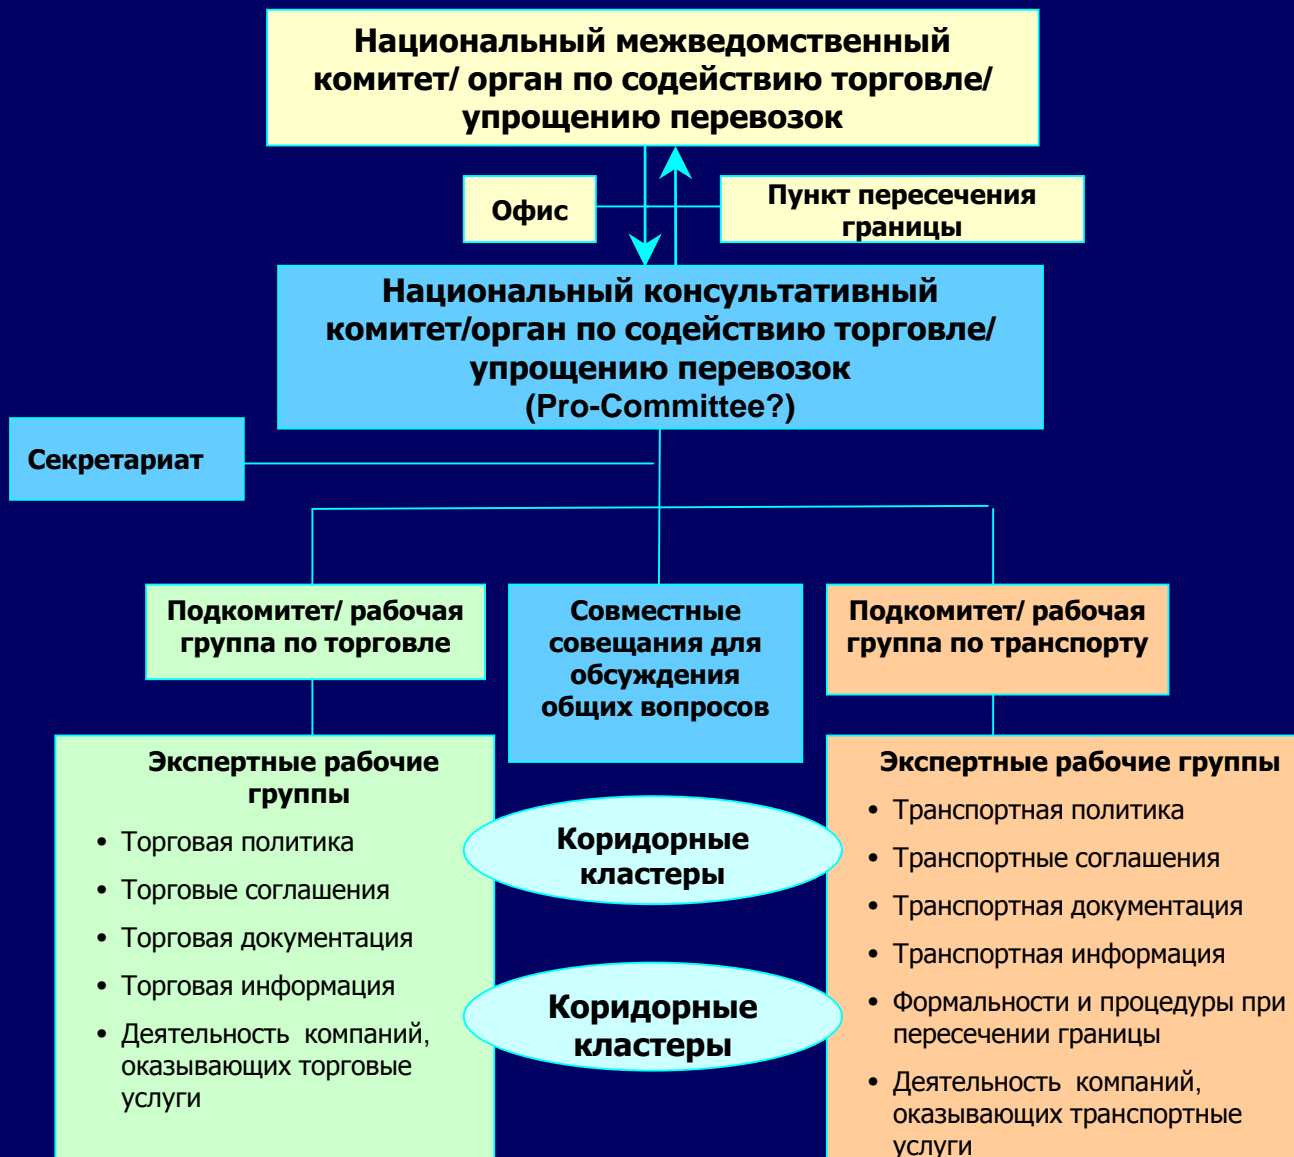 Национальный межведомственный
комитет/ орган по содействию торговле/
упрощению перевозок
Офис
Пункт пересечения
границы
Национальный консультативный
комитет/орган по содействию торговле/
упрощению перевозок
(Pro-Committee?)
Секретариат
Подкомитет/ рабочая
группа по торговле
Совместные
совещания для
обсуждения
общих вопросов
Подкомитет/ рабочая
группа по транспорту
Экспертные рабочие
группы
• Торговая политика
• Торговые соглашения
• Торговая документация
• Торговая информация
• Деятельность компаний,
оказывающих торговые
услуги
Коридорные
кластеры
Коридорные
кластеры
Экспертные рабочие группы
• Транспортная политика
• Транспортные соглашения
• Транспортная документация
• Транспортная информация
• Формальности и процедуры при
пересечении границы
• Деятельность компаний,
оказывающих транспортные
услуги